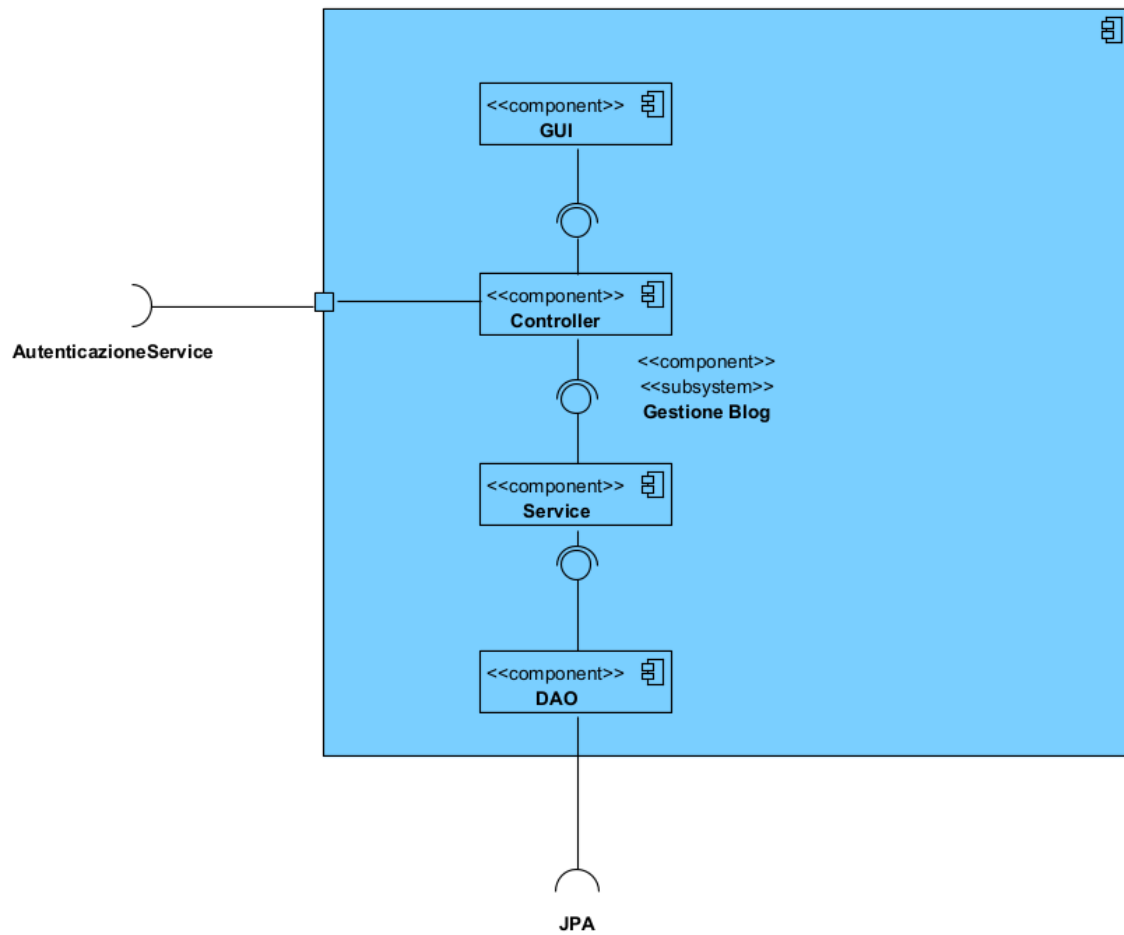 <<component>>
GUI
<<component>>
Controller
AutenticazioneService
<<component>>
<<subsystem>>
Gestione Blog
<<component>>
Service
<<component>>
DAO
JPA